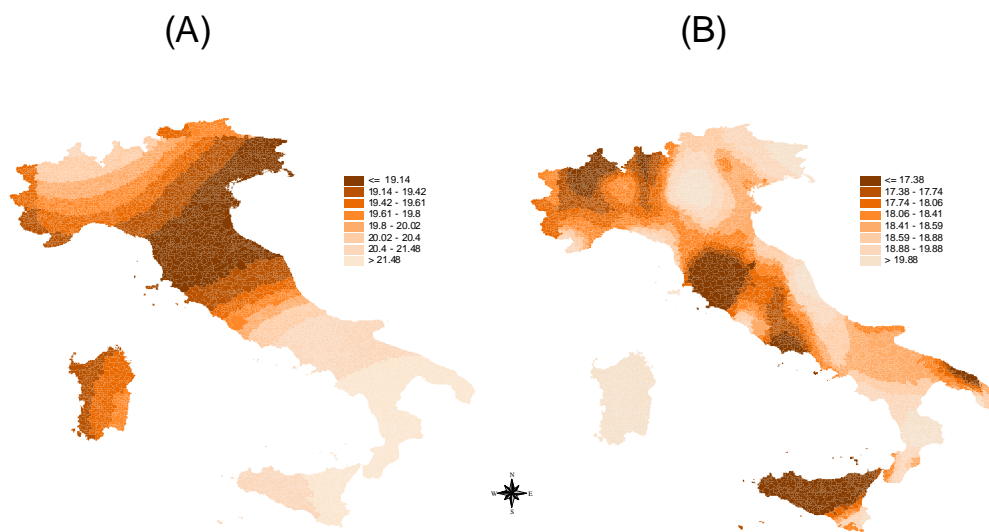 (A)
(B)
<= 19.14
19.14 - 19.42
19.42 - 19.61
19.61 - 19.8
19.8 - 20.02
20.02 - 20.4
20.4 - 21.48
> 21.48
<= 17.38
17.38 - 17.74
17.74 - 18.06
18.06 - 18.41
18.41 - 18.59
18.59 - 18.88
18.88 - 19.88
> 19.88
N
W E
S